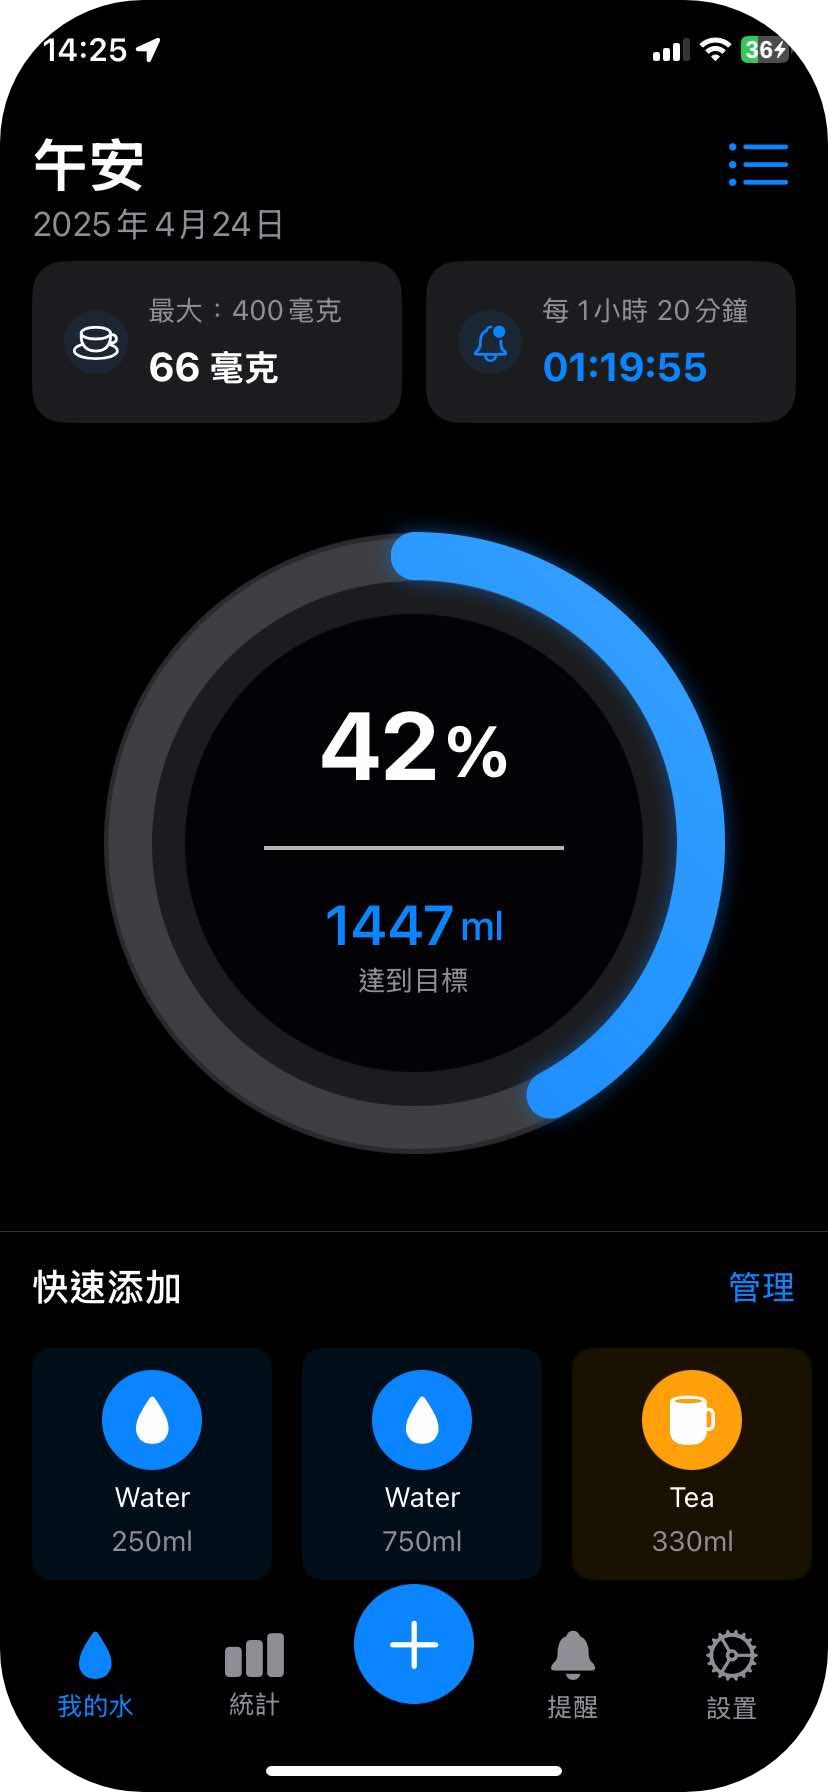 14:25
36
午安
2025年4月24日
最大：400毫克
66 毫克
每 1小時 20分鐘
01:19:55
42%
1447 ml
達到目標
快速添加
管理
Water
250ml
Water
750ml
Tea
330ml
我的水
統計
提醒
設置